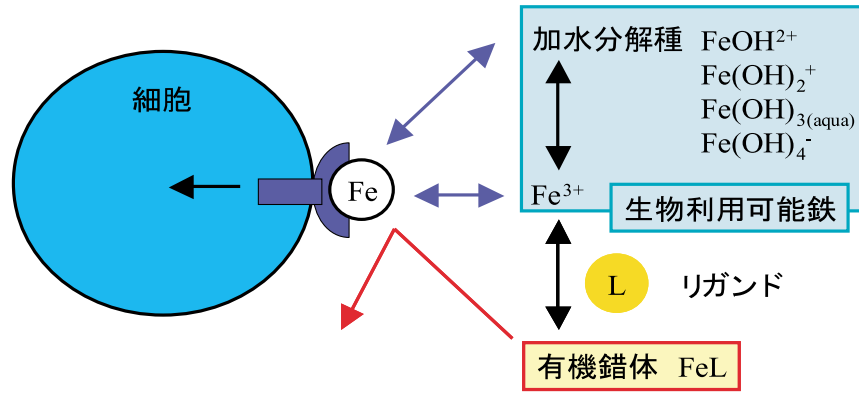 細胞
Fe
加水分解種 FeOH²⁺
Fe(OH)₂⁺
Fe(OH)₃₍ₐqᵤₐ₎
Fe(OH)₄⁻
Fe³⁺
生物利用可能鉄
L リガンド
有機錯体 FeL